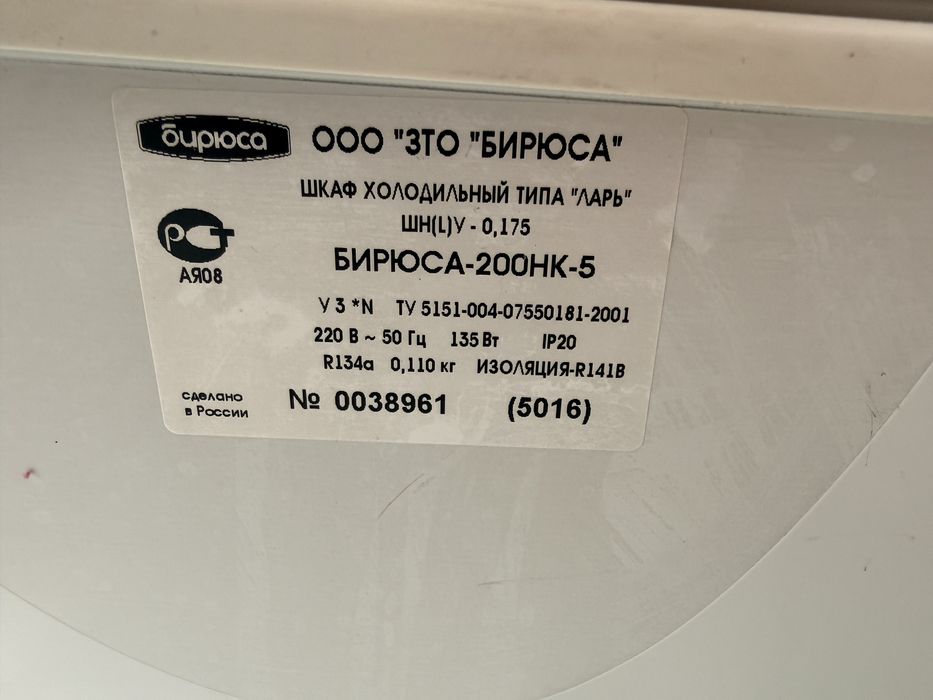 бирюса ООО "ЗТО "БИРЮСА"
ШКАФ ХОЛОДИЛЬНЫЙ ТИПА "ЛАРЬ"
ШН(L)У - 0,175
БИРЮСА-200НК-5
РСТ
АЯ08
У 3 *N ТУ 5151-004-07550181-2001
220 В ~ 50 Гц 135 Вт IP20
R134a 0,110 кг ИЗОЛЯЦИЯ-R141B
сделано
в России
№ 0038961 (5016)